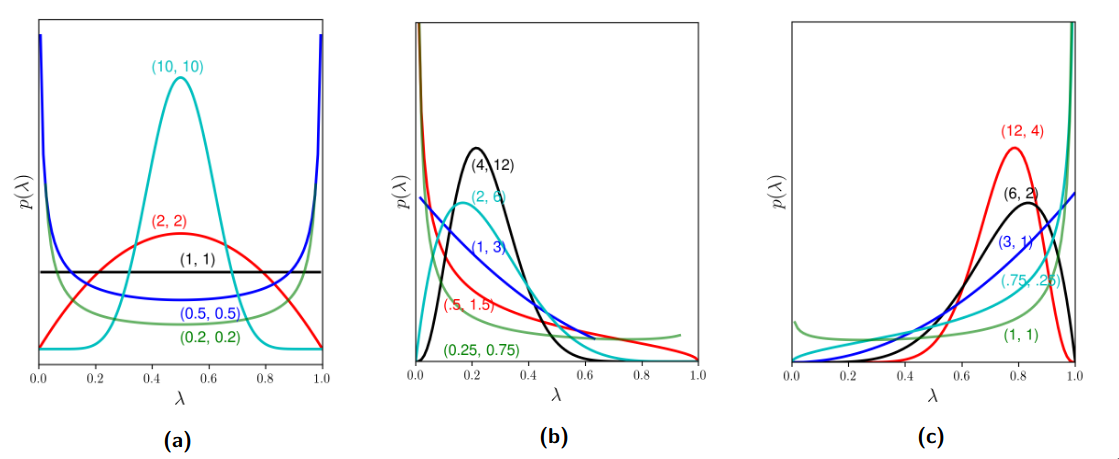 p(λ)
(10, 10)
(2, 2)
(1, 1)
(0.5, 0.5)
(0.2, 0.2)
0.0 0.2 0.4 0.6 0.8 1.0
λ
(a)
p(λ)
(4, 12)
(2, 6)
(1, 3)
(.5, 1.5)
(0.25, 0.75)
0.0 0.2 0.4 0.6 0.8 1.0
λ
(b)
p(λ)
(12, 4)
(6, 2)
(3, 1)
(.75, .25)
(1, 1)
0.0 0.2 0.4 0.6 0.8 1.0
λ
(c)